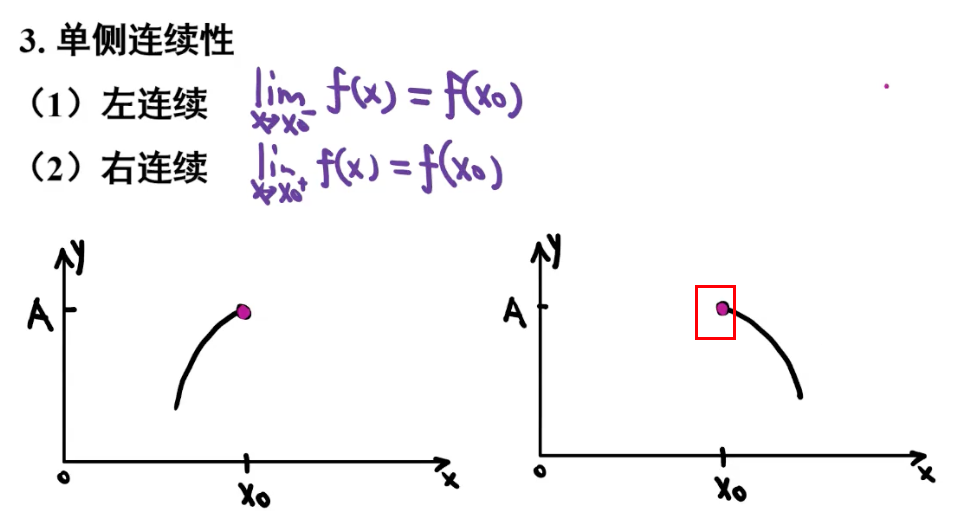 3. 单侧连续性
（1）左连续 lim x→x₀⁻ f(x) = f(x₀)
（2）右连续 lim x→x₀⁺ f(x) = f(x₀)
y
A
0
x₀
x
y
A
0
x₀
x